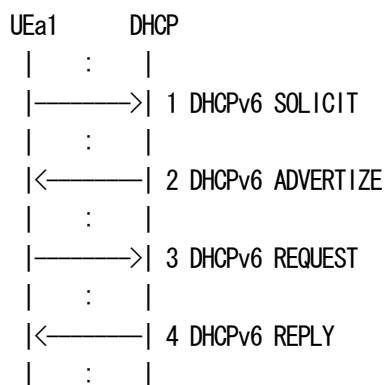 UEa1 DHCP
| : |
|-------->| 1 DHCPv6 SOLICIT
| : |
|<--------| 2 DHCPv6 ADVERTIZE
| : |
|-------->| 3 DHCPv6 REQUEST
| : |
|<--------| 4 DHCPv6 REPLY
| : |